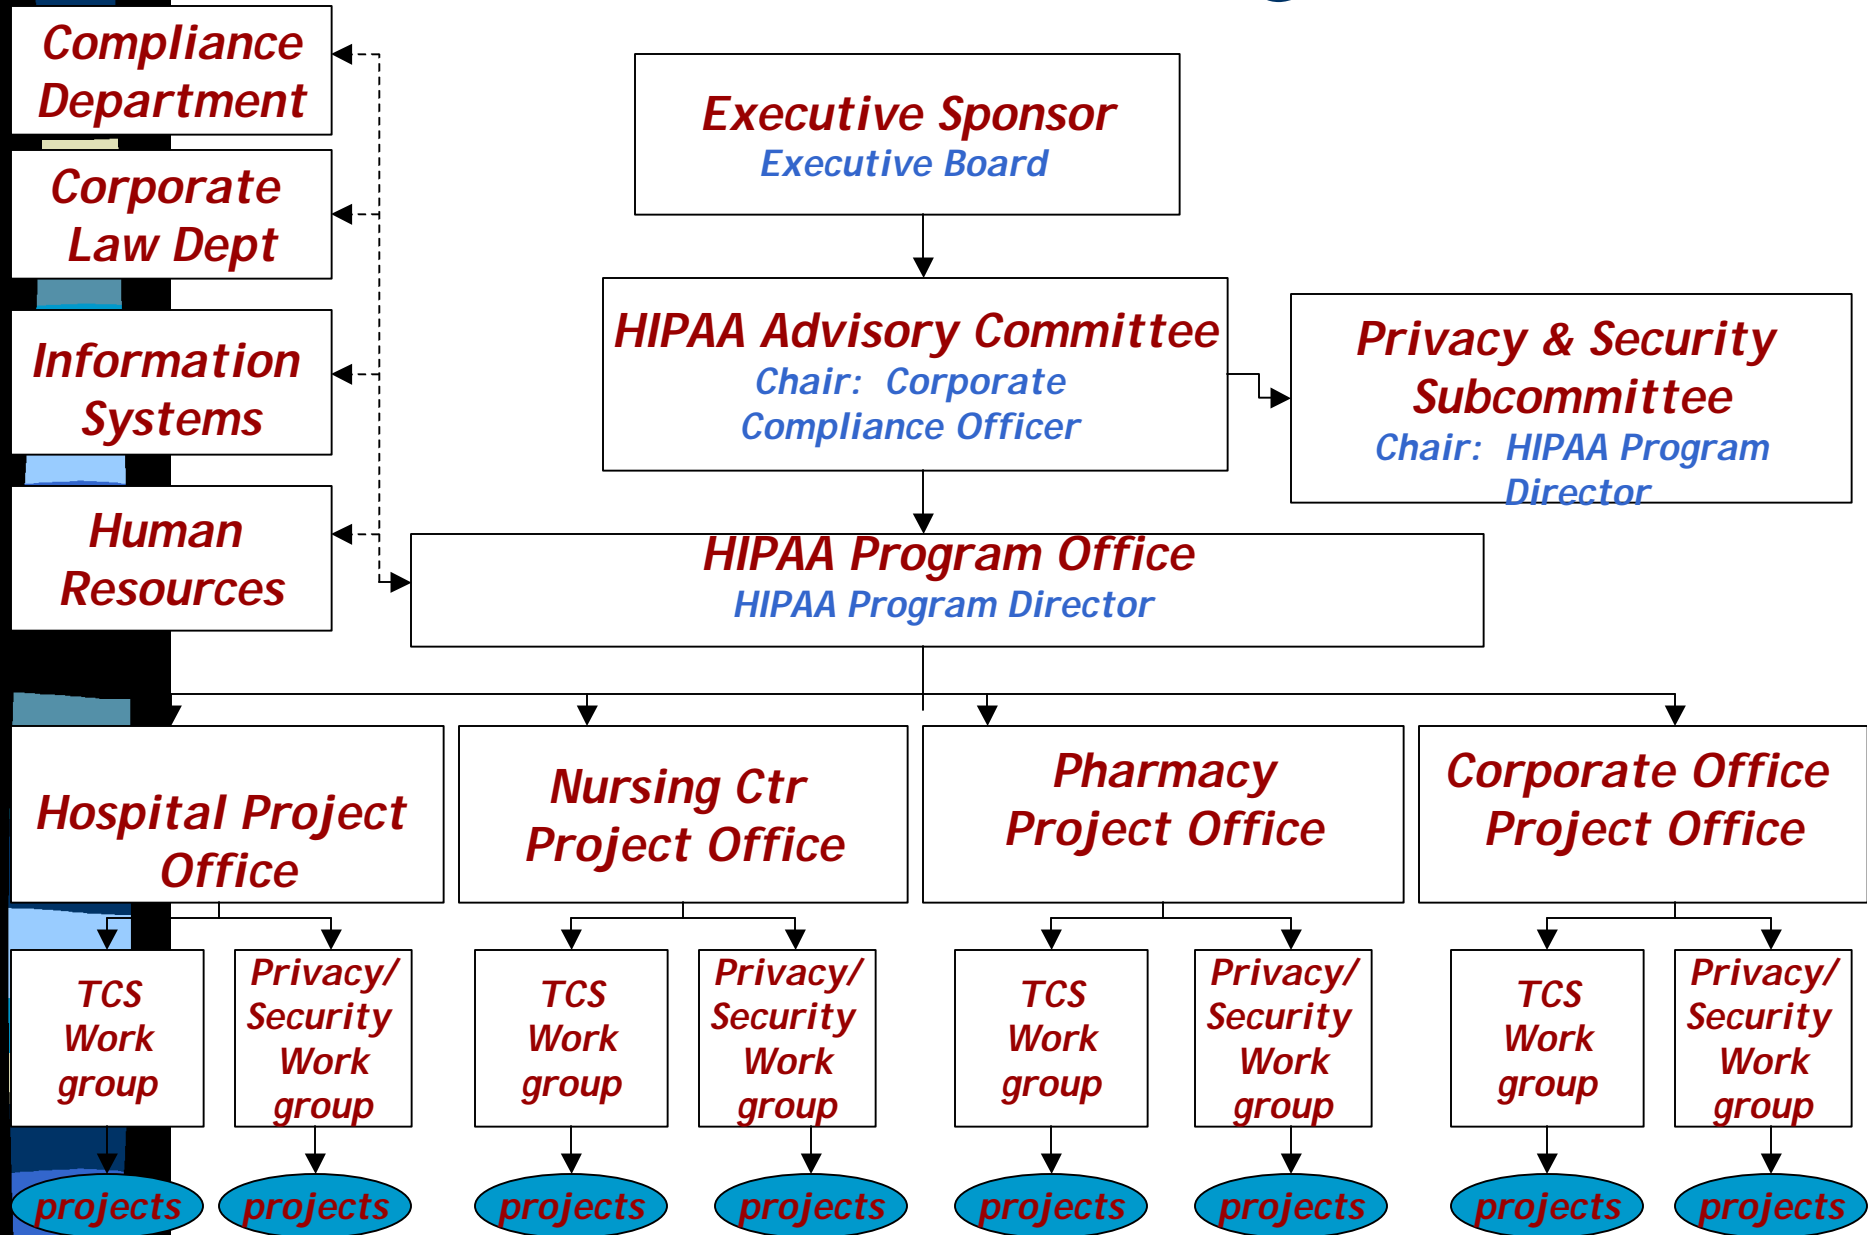 Compliance
Department
Corporate
Law Dept
Information
Systems
Human
Resources
Executive Sponsor
Executive Board
HIPAA Advisory Committee
Chair: Corporate
Compliance Officer
Privacy & Security
Subcommittee
Chair: HIPAA Program
Director
HIPAA Program Office
HIPAA Program Director
Hospital Project
Office
Nursing Ctr
Project Office
Pharmacy
Project Office
Corporate Office
Project Office
TCS
Work
group
Privacy/
Security
Work
group
TCS
Work
group
Privacy/
Security
Work
group
TCS
Work
group
Privacy/
Security
Work
group
TCS
Work
group
Privacy/
Security
Work
group
projects
projects
projects
projects
projects
projects
projects
projects